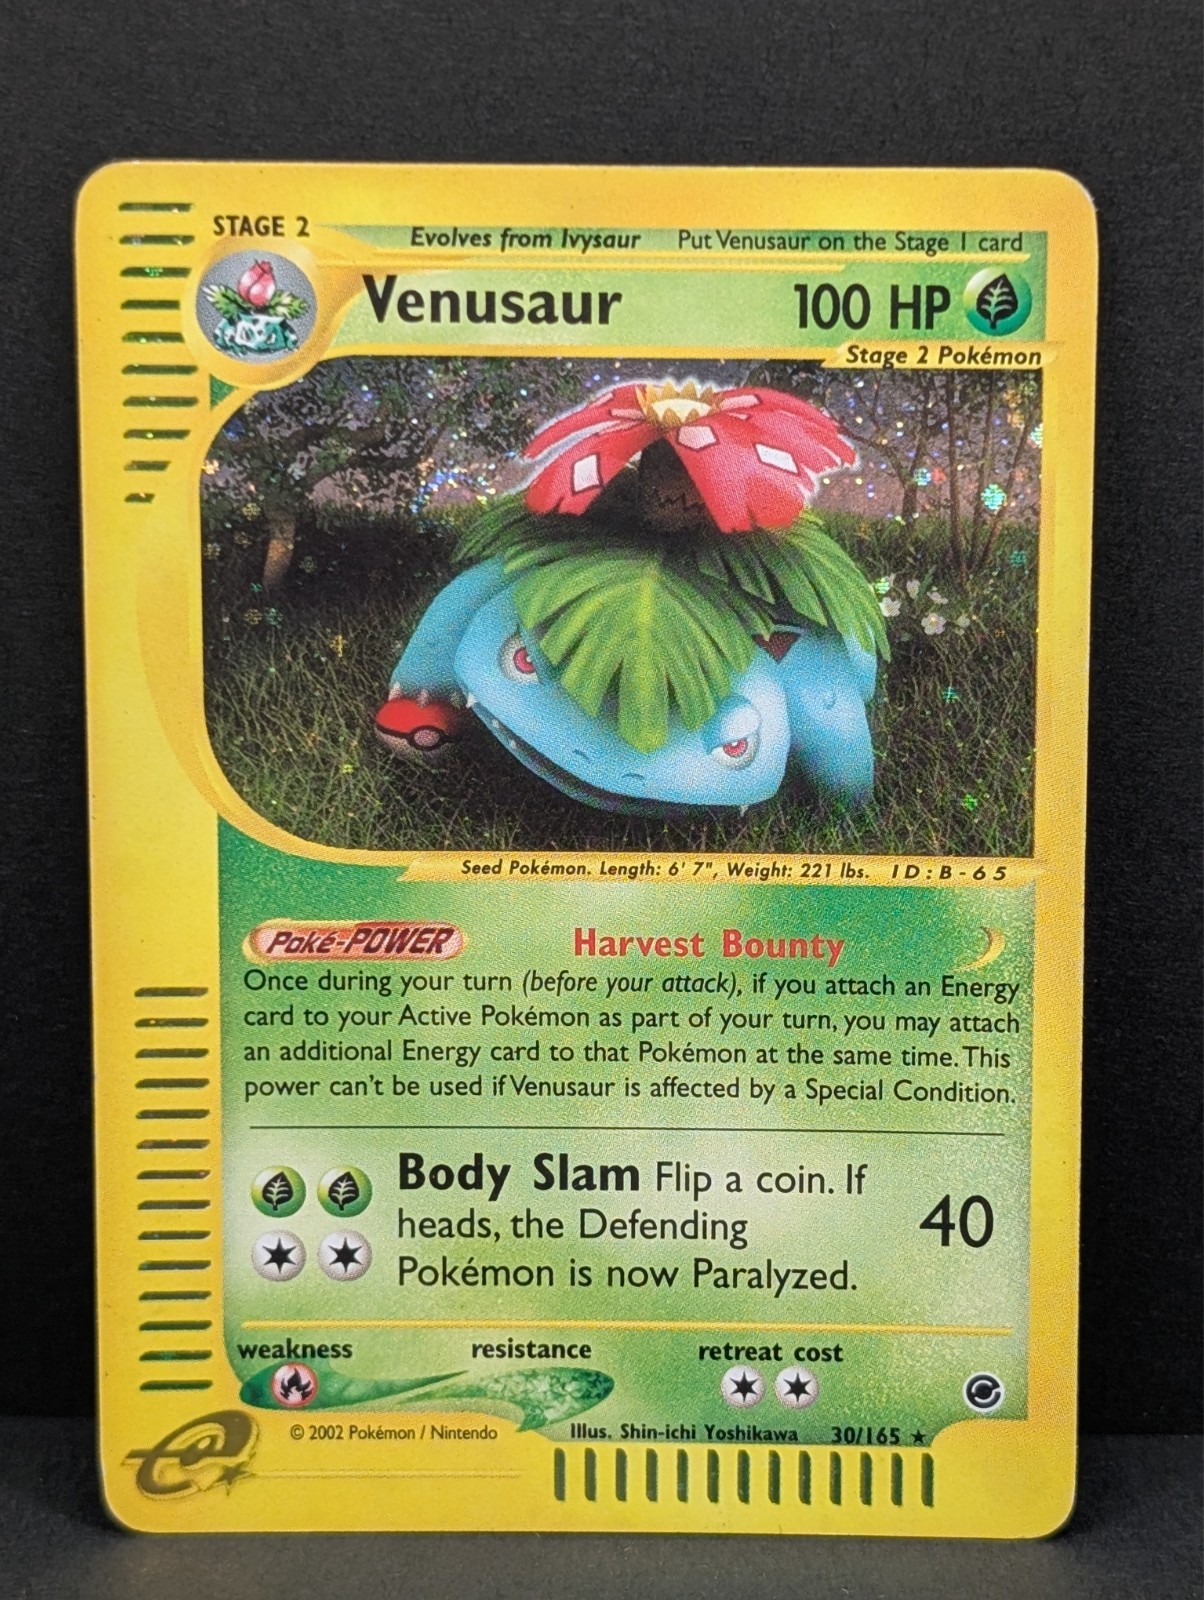 STAGE 2
Evolves from Ivysaur Put Venusaur on the Stage 1 card
Venusaur 100 HP
Stage 2 Pokémon
Seed Pokémon. Length: 6' 7", Weight: 221 lbs. ID:B-65
Poké-POWER Harvest Bounty
Once during your turn (before your attack), if you attach an Energy
card to your Active Pokémon as part of your turn, you may attach
an additional Energy card to that Pokémon at the same time. This
power can't be used if Venusaur is affected by a Special Condition.
Body Slam Flip a coin. If
heads, the Defending
Pokémon is now Paralyzed.
40
weakness resistance retreat cost
© 2002 Pokémon / Nintendo Illus. Shin-ichi Yoshikawa 30/165 ★
e